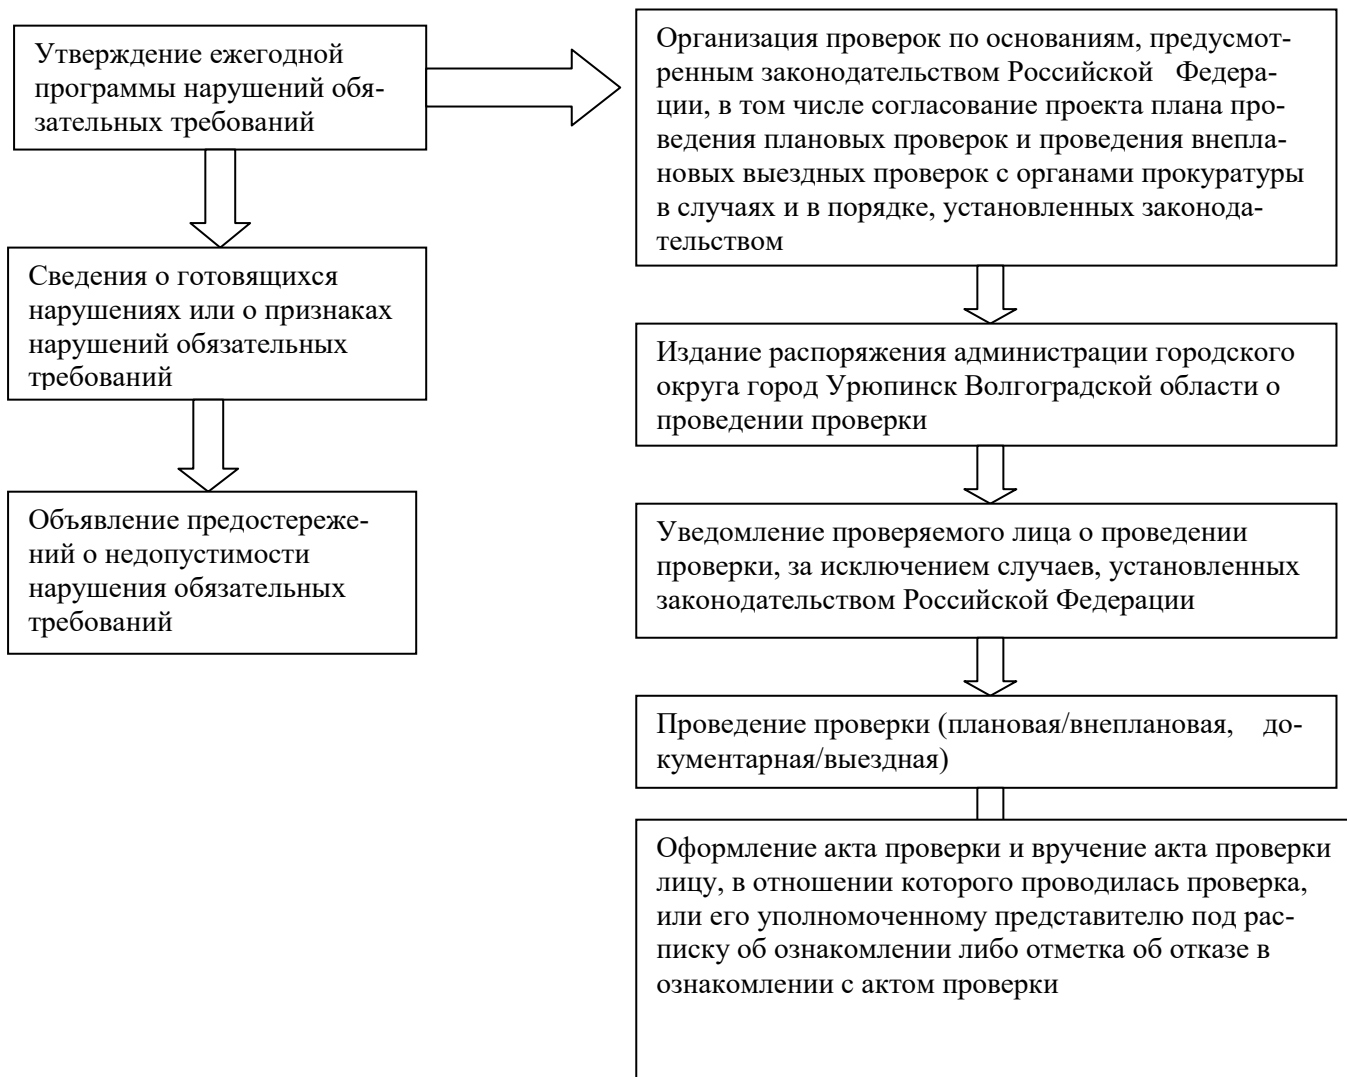 Утверждение ежегодной
программы нарушений обя-
зательных требований
Сведения о готовящихся
нарушениях или о признаках
нарушений обязательных
требований
Объявление предостереже-
ний о недопустимости
нарушения обязательных
требований
Организация проверок по основаниям, предусмот-
ренным законодательством Российской Федера-
ции, в том числе согласование проекта плана про-
ведения плановых проверок и проведения внепла-
новых выездных проверок с органами прокуратуры
в случаях и в порядке, установленных законода-
тельством
Издание распоряжения администрации городского
округа город Урюпинск Волгоградской области о
проведении проверки
Уведомление проверяемого лица о проведении
проверки, за исключением случаев, установленных
законодательством Российской Федерации
Проведение проверки (плановая/внеплановая, до-
кументарная/выездная)
Оформление акта проверки и вручение акта проверки
лицу, в отношении которого проводилась проверка,
или его уполномоченному представителю под рас-
писку об ознакомлении либо отметка об отказе в
ознакомлении с актом проверки